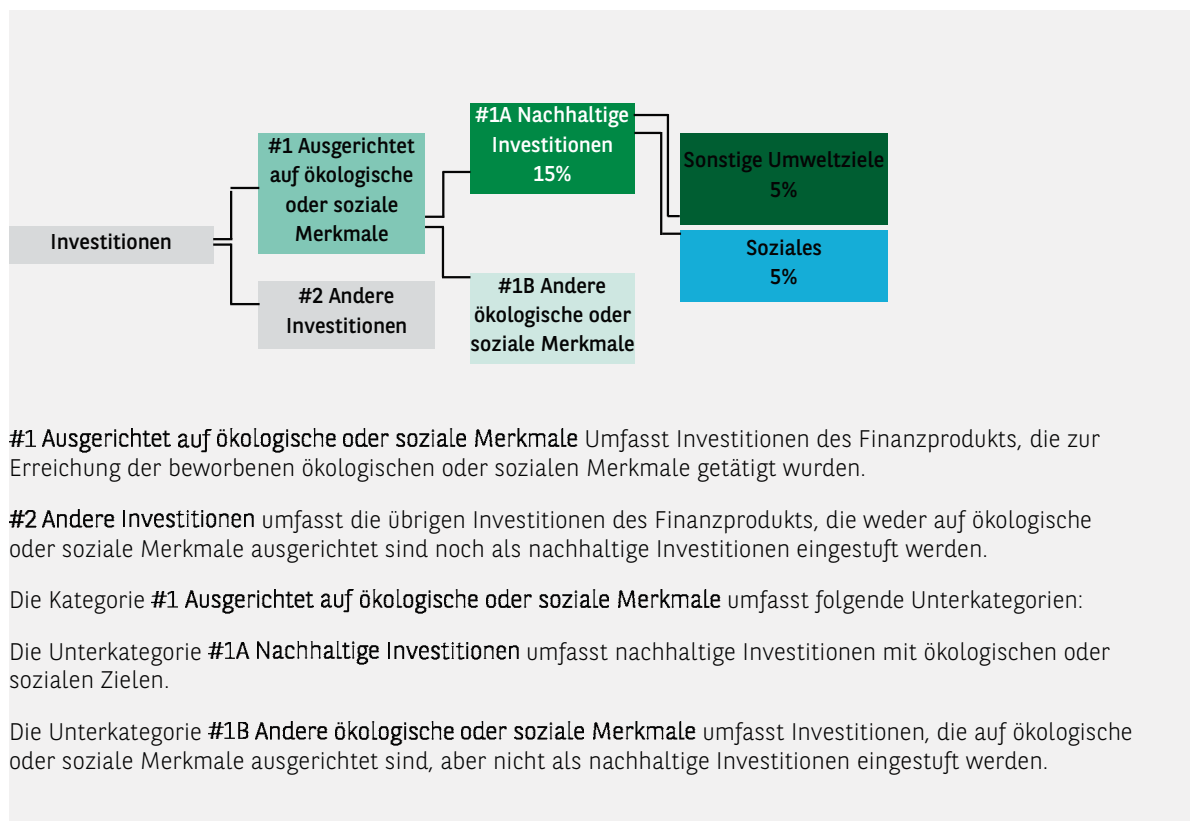 #1A Nachhaltige
Investitionen
15%
#1 Ausgerichtet
auf ökologische
oder soziale
Merkmale
Sonstige Umweltziele
5%
Investitionen
Soziales
5%
#2 Andere
Investitionen
#1B Andere
ökologische oder
soziale Merkmale
#1 Ausgerichtet auf ökologische oder soziale Merkmale Umfasst Investitionen des Finanzprodukts, die zur
Erreichung der beworbenen ökologischen oder sozialen Merkmale getätigt wurden.
#2 Andere Investitionen umfasst die übrigen Investitionen des Finanzprodukts, die weder auf ökologische
oder soziale Merkmale ausgerichtet sind noch als nachhaltige Investitionen eingestuft werden.
Die Kategorie #1 Ausgerichtet auf ökologische oder soziale Merkmale umfasst folgende Unterkategorien:
Die Unterkategorie #1A Nachhaltige Investitionen umfasst nachhaltige Investitionen mit ökologischen oder
sozialen Zielen.
Die Unterkategorie #1B Andere ökologische oder soziale Merkmale umfasst Investitionen, die auf ökologische
oder soziale Merkmale ausgerichtet sind, aber nicht als nachhaltige Investitionen eingestuft werden.